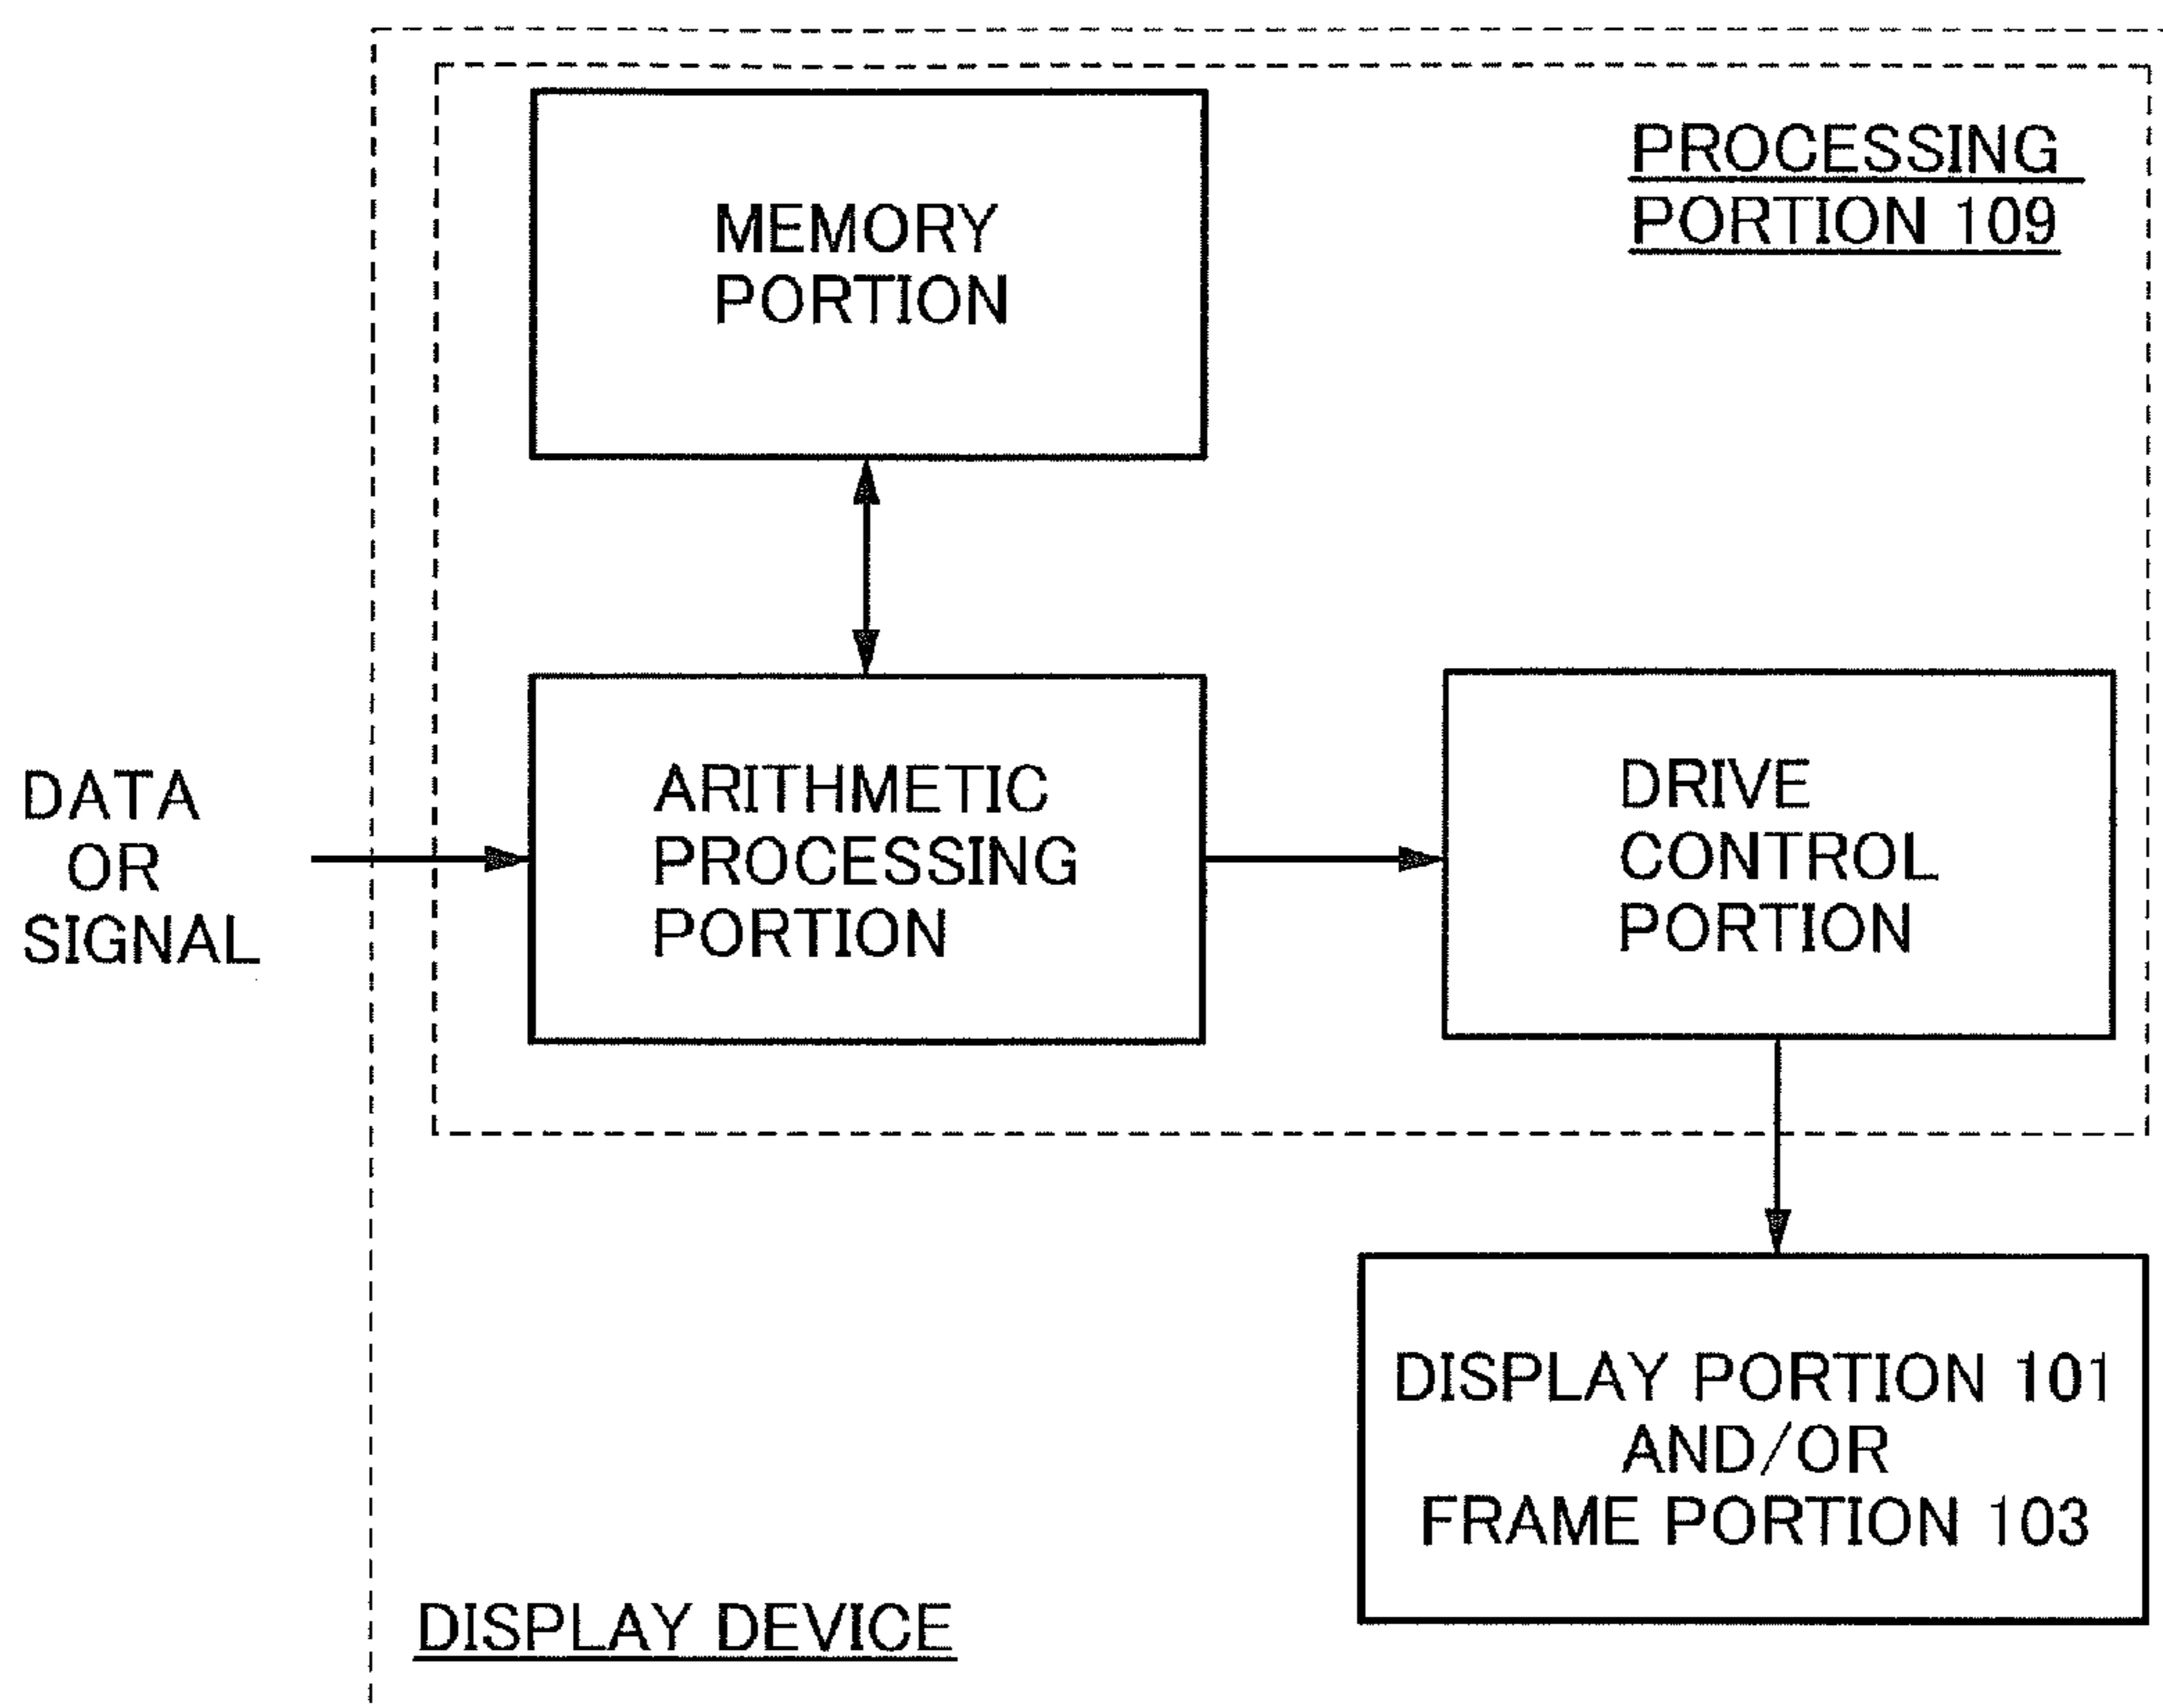 PROCESSING
PORTION 109
MEMORY
PORTION
DATA
OR
SIGNAL
ARITHMETIC
PROCESSING
PORTION
DRIVE
CONTROL
PORTION
DISPLAY PORTION 101
AND/OR
FRAME PORTION 103
DISPLAY DEVICE